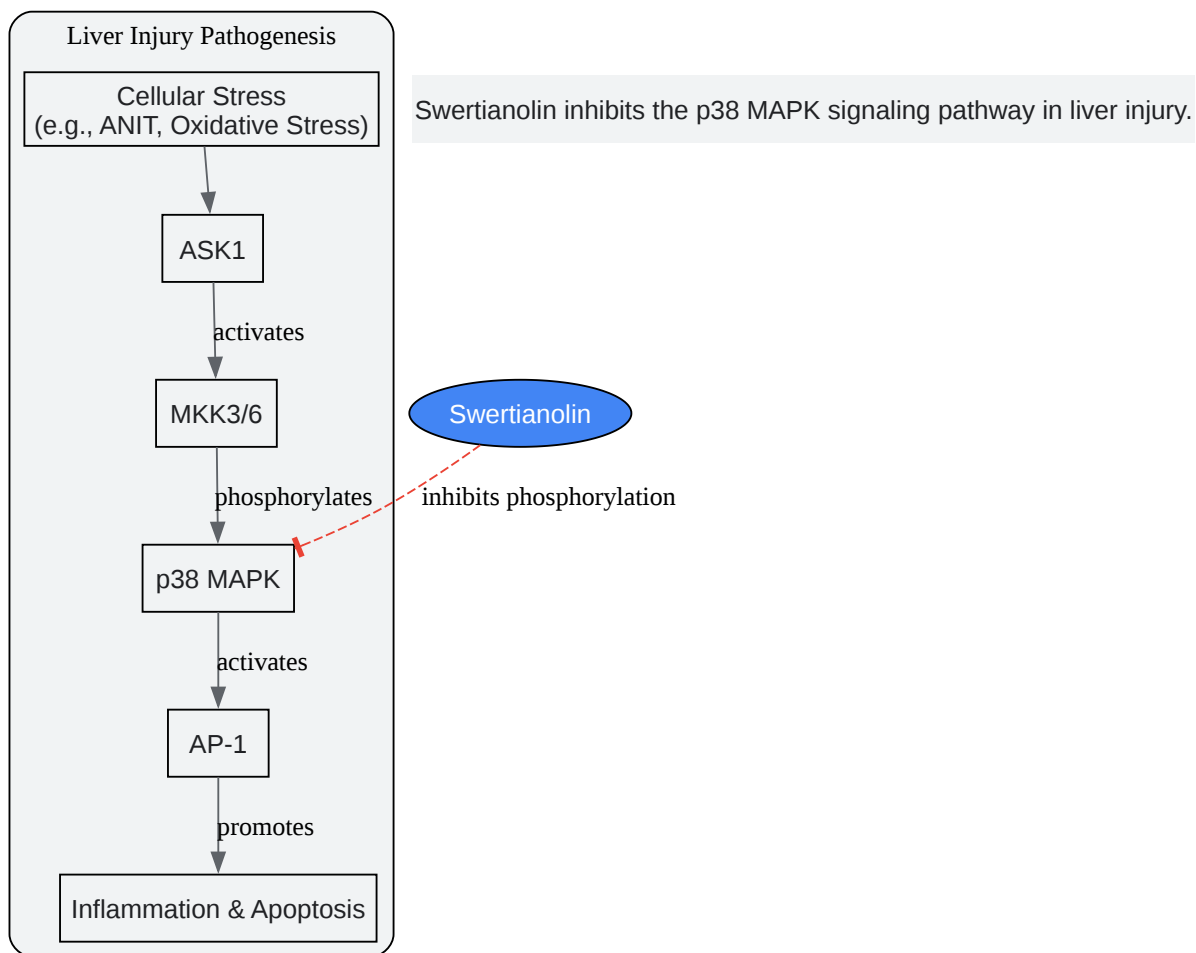 Liver Injury Pathogenesis
Cellular Stress
(e.g., ANIT, Oxidative Stress)
Swertianolin inhibits the p38 MAPK signaling pathway in liver injury.
ASK1
activates
MKK3/6
Swertianolin
phosphorylates
inhibits phosphorylation
p38 MAPK
activates
AP-1
promotes
Inflammation & Apoptosis